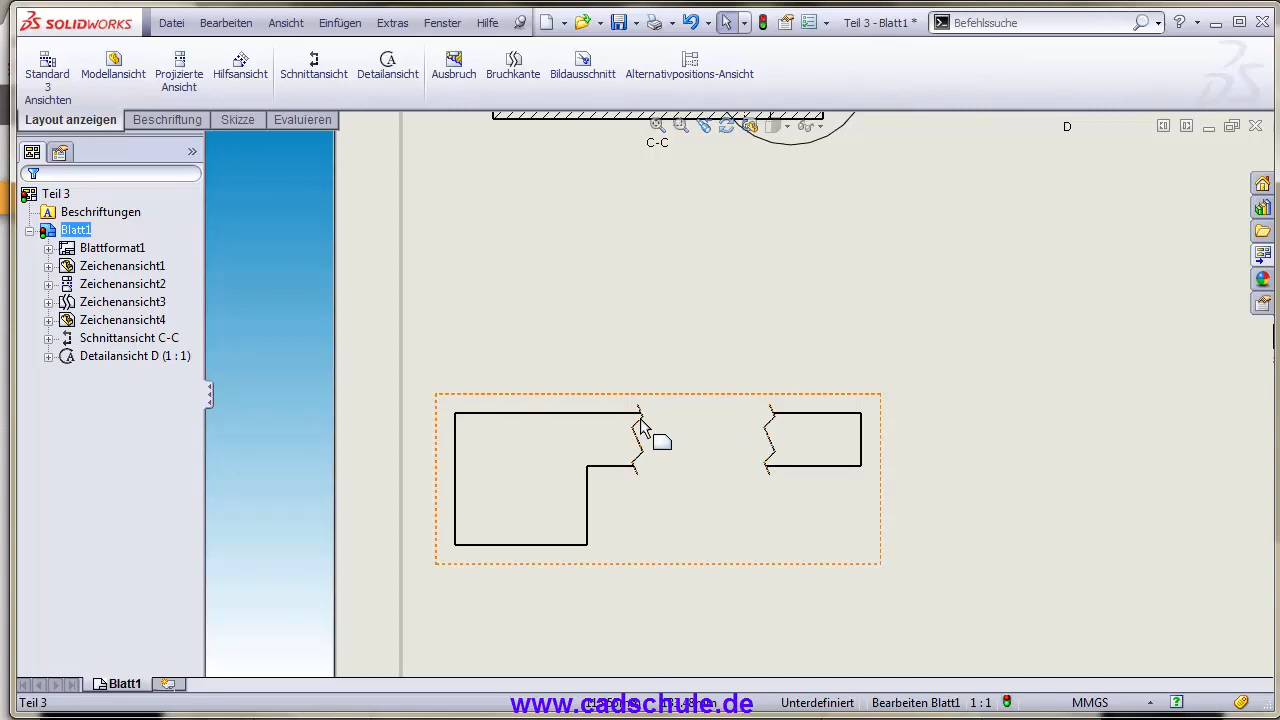 SOLIDWORKS
Datei Bearbeiten Ansicht Einfügen Extras Fenster Hilfe
Teil 3 - Blatt1 *
Befehlssuche
Standard
3
Ansichten
Modellansicht
Projizierte
Ansicht
Hilfsansicht
Schnittansicht
Detailansicht
Ausbruch
Bruchkante
Bildausschnitt
Alternativpositions-Ansicht
Layout anzeigen Beschriftung Skizze Evaluieren
C-C
D
Teil 3
Beschriftungen
Blatt1
Blattformat1
Zeichenansicht1
Zeichenansicht2
Zeichenansicht3
Zeichenansicht4
Schnittansicht C-C
Detailansicht D (1 : 1)
Blatt1
Teil 3
www.cadschule.de
Unterdefiniert
Bearbeiten Blatt1
1 : 1
MMGS